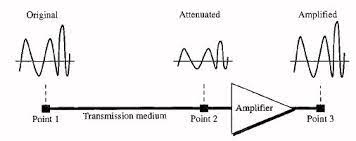 Original Attenuated Amplified
Amplifier
Point 1 Transmission medium Point 2 Point 3